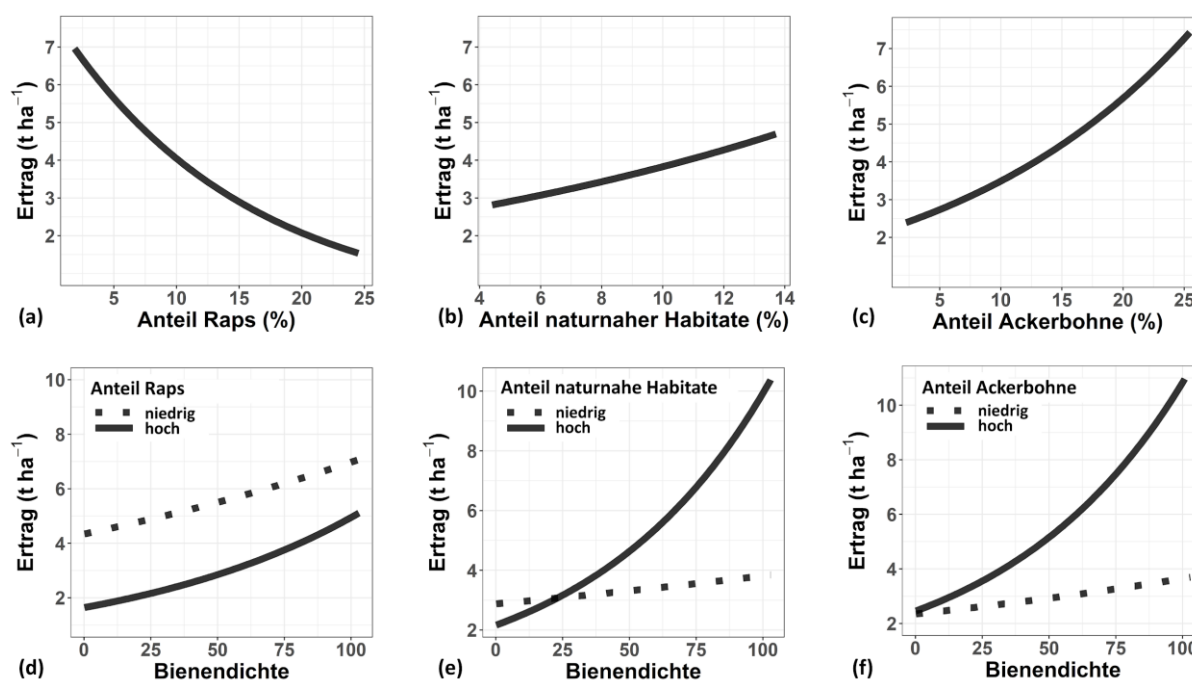 7
6
5
4
3
2
Ertrag (t ha⁻¹)
5 10 15 20 25
(a) Anteil Raps (%)
7
6
5
4
3
2
Ertrag (t ha⁻¹)
4 6 8 10 12 14
(b) Anteil naturnaher Habitate (%)
7
6
5
4
3
2
Ertrag (t ha⁻¹)
5 10 15 20 25
(c) Anteil Ackerbohne (%)
10
8
6
4
2
Ertrag (t ha⁻¹)
Anteil Raps
niedrig
hoch
0 25 50 75 100
(d) Bienendichte
10
8
6
4
2
Ertrag (t ha⁻¹)
Anteil naturnahe Habitate
niedrig
hoch
0 25 50 75 100
(e) Bienendichte
10
8
6
4
2
Ertrag (t ha⁻¹)
Anteil Ackerbohne
niedrig
hoch
0 25 50 75 100
(f) Bienendichte